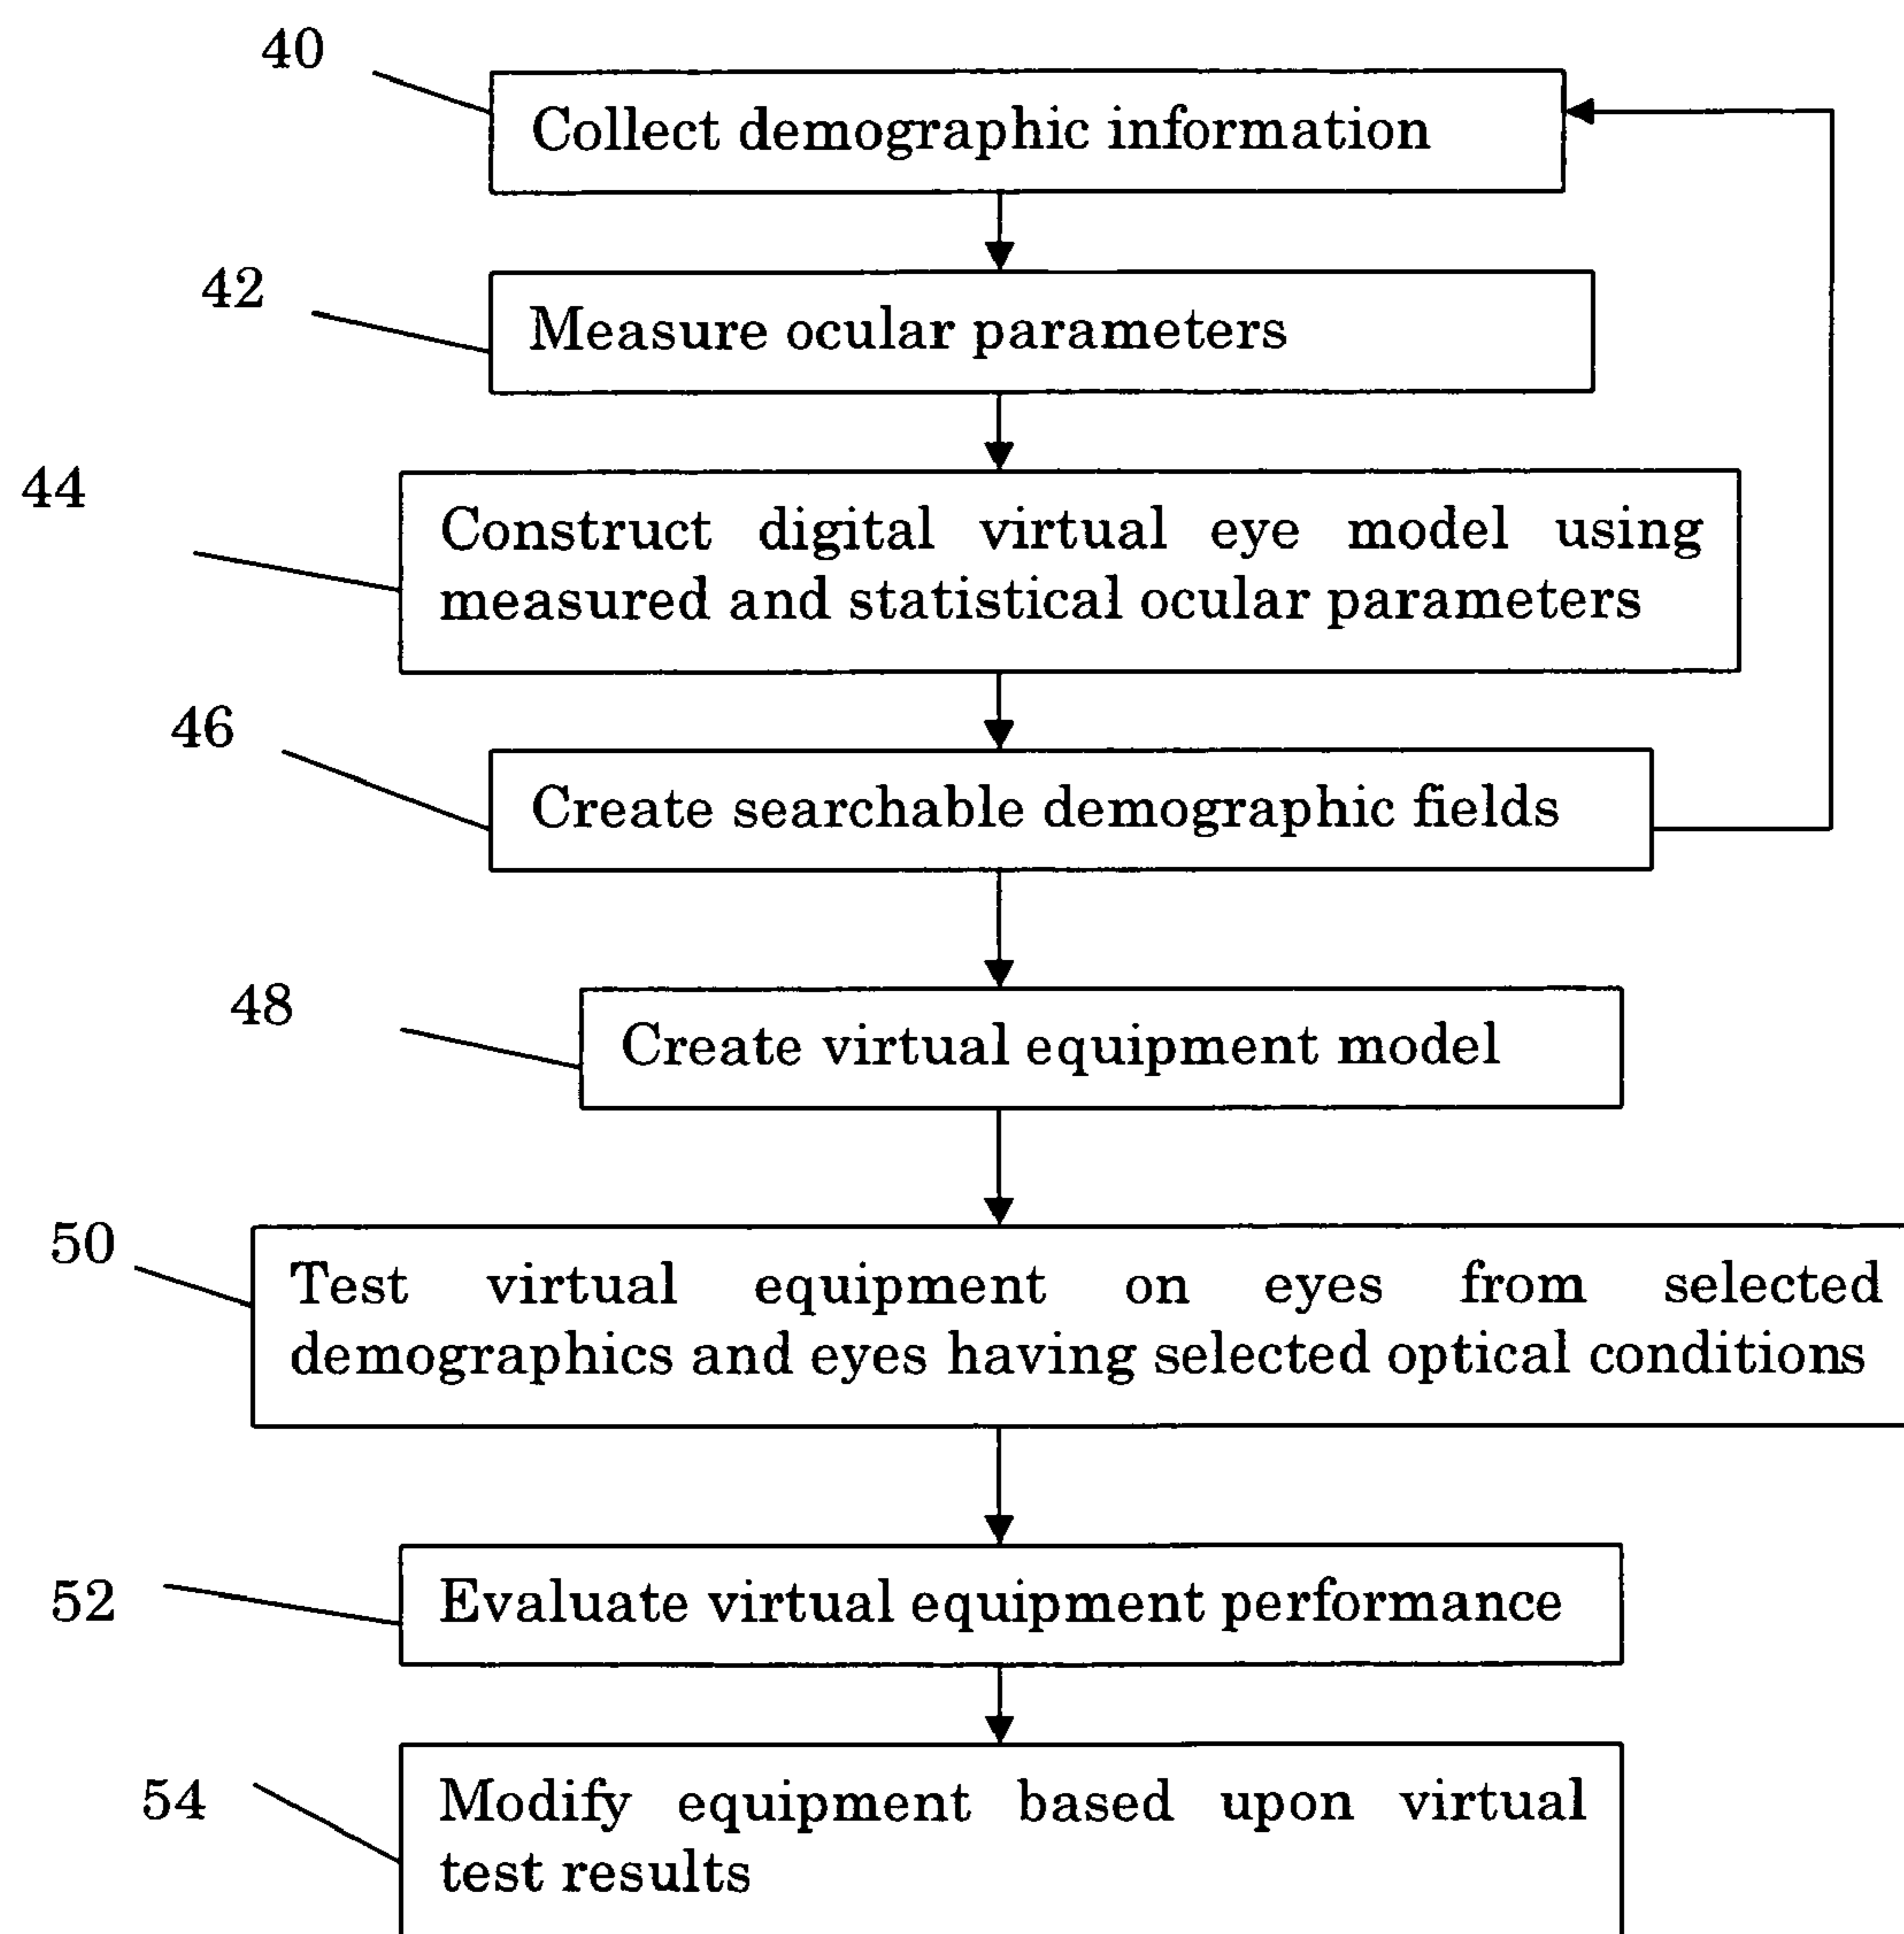 40
Collect demographic information
42
Measure ocular parameters
44
Construct digital virtual eye model using
measured and statistical ocular parameters
46
Create searchable demographic fields
48
Create virtual equipment model
50
Test virtual equipment on eyes from selected
demographics and eyes having selected optical conditions
52
Evaluate virtual equipment performance
54
Modify equipment based upon virtual
test results